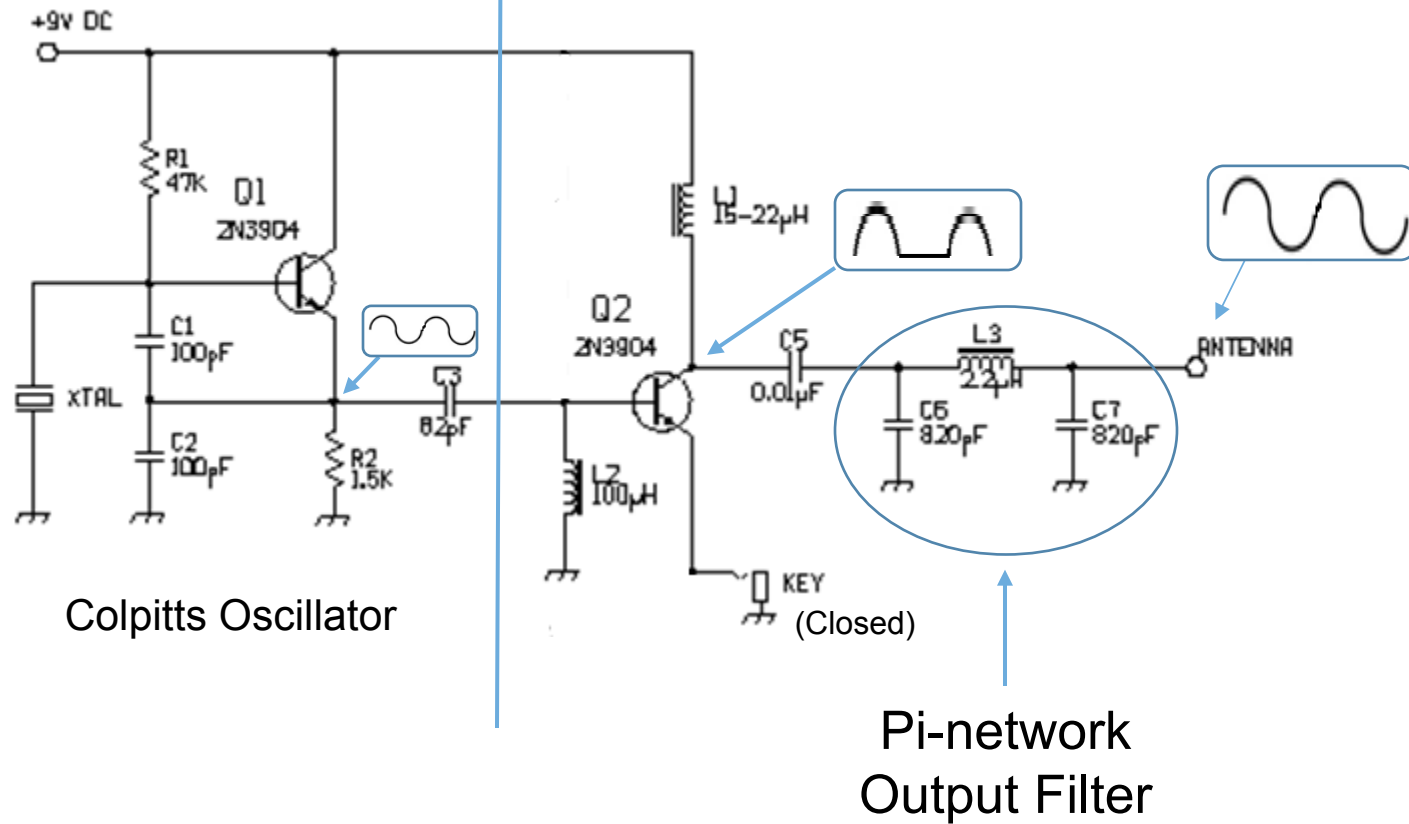 +9V DC
R1
47K
Q1
2N3904
C1
100pF
XTAL
C2
100pF
R2
1.5K
C3
82pF
L1
15-22µH
Q2
2N3904
L2
100µH
C5
0.01µF
L3
2.2µH
C6
820pF
C7
820pF
ANTENNA
KEY
(Closed)
Colpitts Oscillator
Pi-network
Output Filter